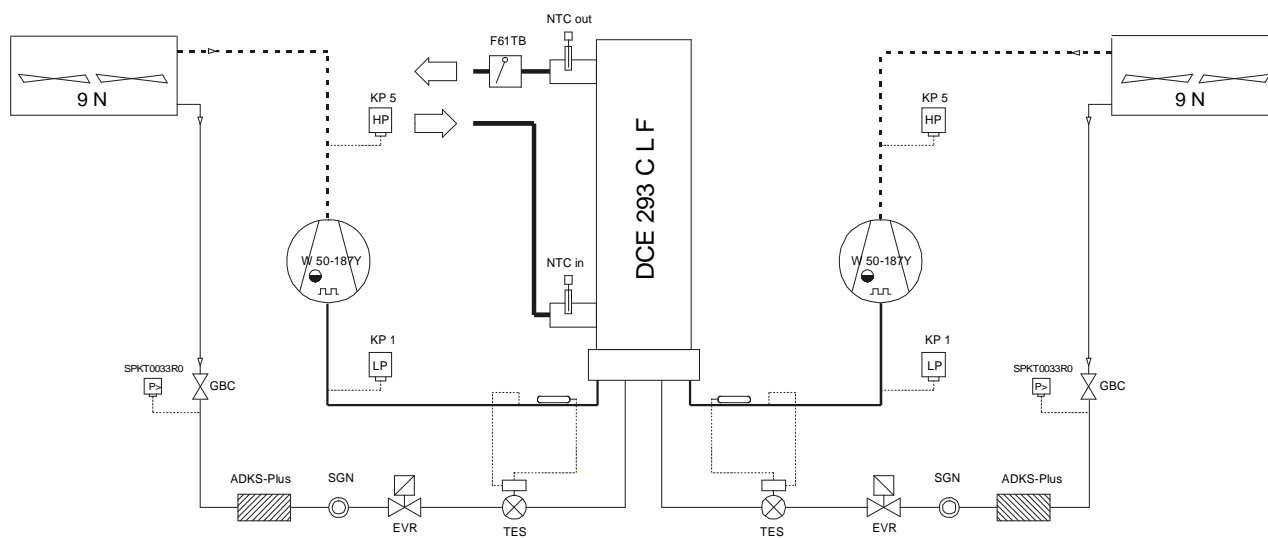 NTC out
F61TB
9 N
KP 5
HP
DCE 293 C L F
KP 5
HP
9 N
W 50-187Y
W 50-187Y
NTC in
KP 1
LP
KP 1
LP
SPKT0033R0
P>
GBC
SPKT0033R0
P>
GBC
ADKS-Plus
SGN
EVR
TES
TES
EVR
SGN
ADKS-Plus